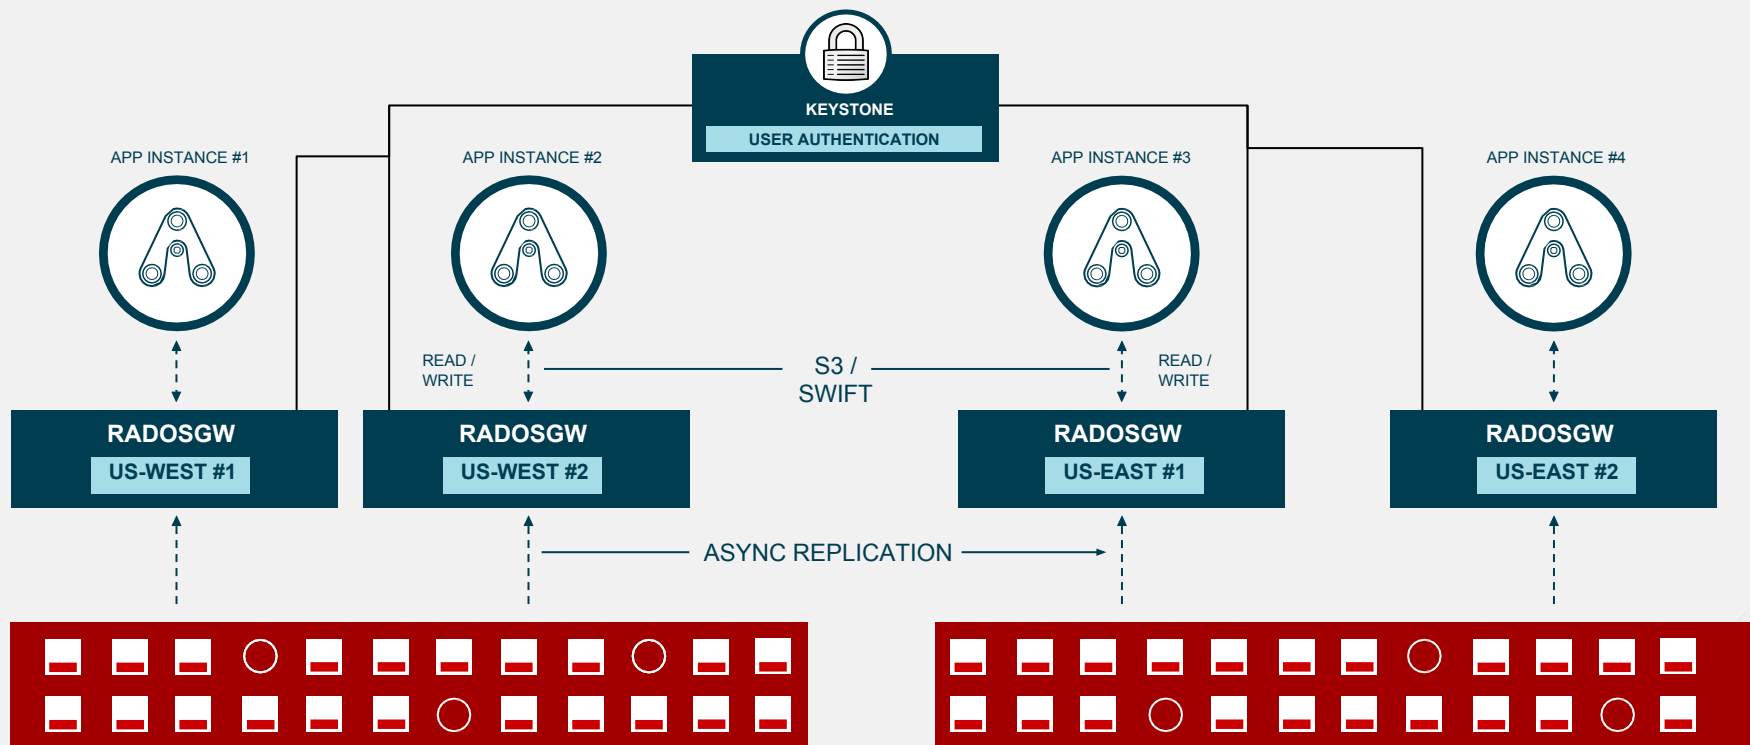 KEYSTONE
USER AUTHENTICATION
APP INSTANCE #1
APP INSTANCE #2
APP INSTANCE #3
APP INSTANCE #4
READ /
WRITE
S3 /
SWIFT
READ /
WRITE
RADOSGW
US-WEST #1
RADOSGW
US-WEST #2
RADOSGW
US-EAST #1
RADOSGW
US-EAST #2
ASYNC REPLICATION